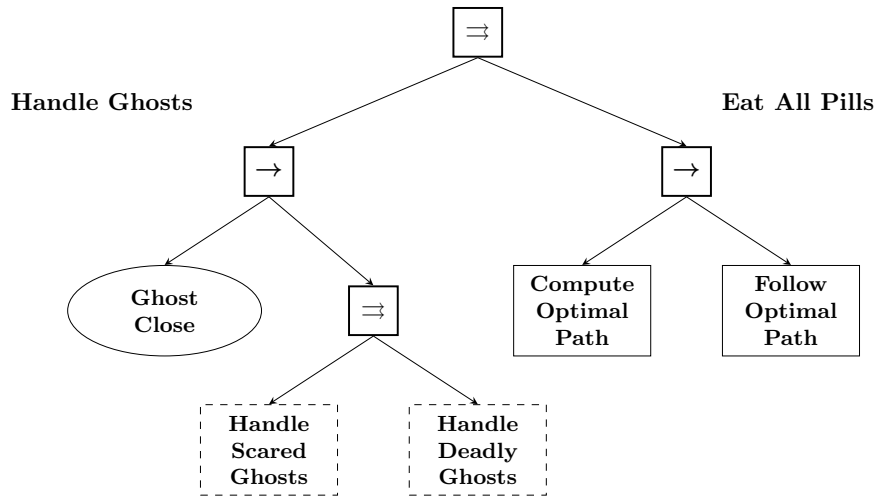 ⇉
Handle Ghosts
Eat All Pills
→
→
Ghost
Close
⇉
Compute
Optimal
Path
Follow
Optimal
Path
Handle
Scared
Ghosts
Handle
Deadly
Ghosts